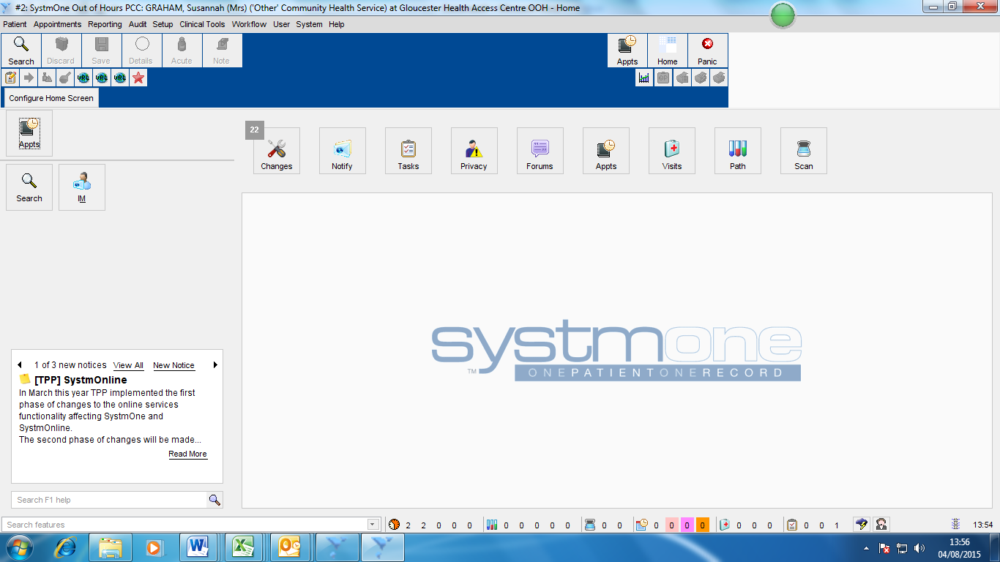 #2: SystmOne Out of Hours PCC: GRAHAM, Susannah (Mrs) ('Other' Community Health Service) at Gloucester Health Access Centre OOH - Home
Patient Appointments Reporting Audit Setup Clinical Tools Workflow User System Help
Search Discard Save Details Acute Note Appts Home Panic
URL URL URL
Configure Home Screen
Appts
22
Changes Notify Tasks Privacy Forums Appts Visits Path Scan
Search IM
systmone
™ ONEPATIENTONERECORD
1 of 3 new notices View All New Notice
[TPP] SystmOnline
In March this year TPP implemented the first
phase of changes to the online services
functionality affecting SystmOne and
SystmOnline.
The second phase of changes will be made...
Read More
Search F1 help
Search features 2 2 0 0 0 0 0 0 0 0 0 0 0 0 0 0 0 0 0 0 0 1 13:54
13:56
04/08/2015